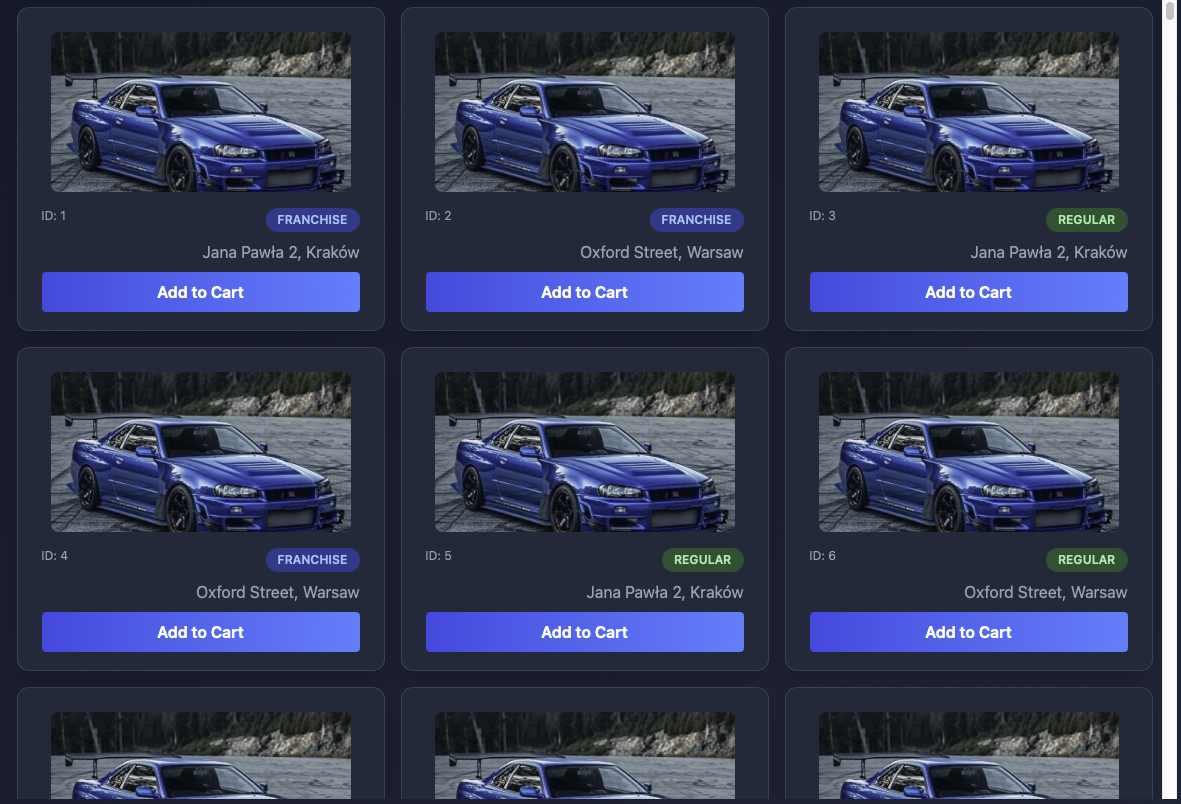 ID: 1
FRANCHISE
Jana Pawła 2, Kraków
Add to Cart
ID: 2
FRANCHISE
Oxford Street, Warsaw
Add to Cart
ID: 3
REGULAR
Jana Pawła 2, Kraków
Add to Cart
ID: 4
FRANCHISE
Oxford Street, Warsaw
Add to Cart
ID: 5
REGULAR
Jana Pawła 2, Kraków
Add to Cart
ID: 6
REGULAR
Oxford Street, Warsaw
Add to Cart